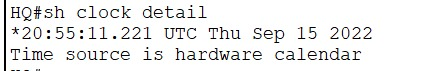 HQ#sh clock detail
*20:55:11.221 UTC Thu Sep 15 2022
Time source is hardware calendar